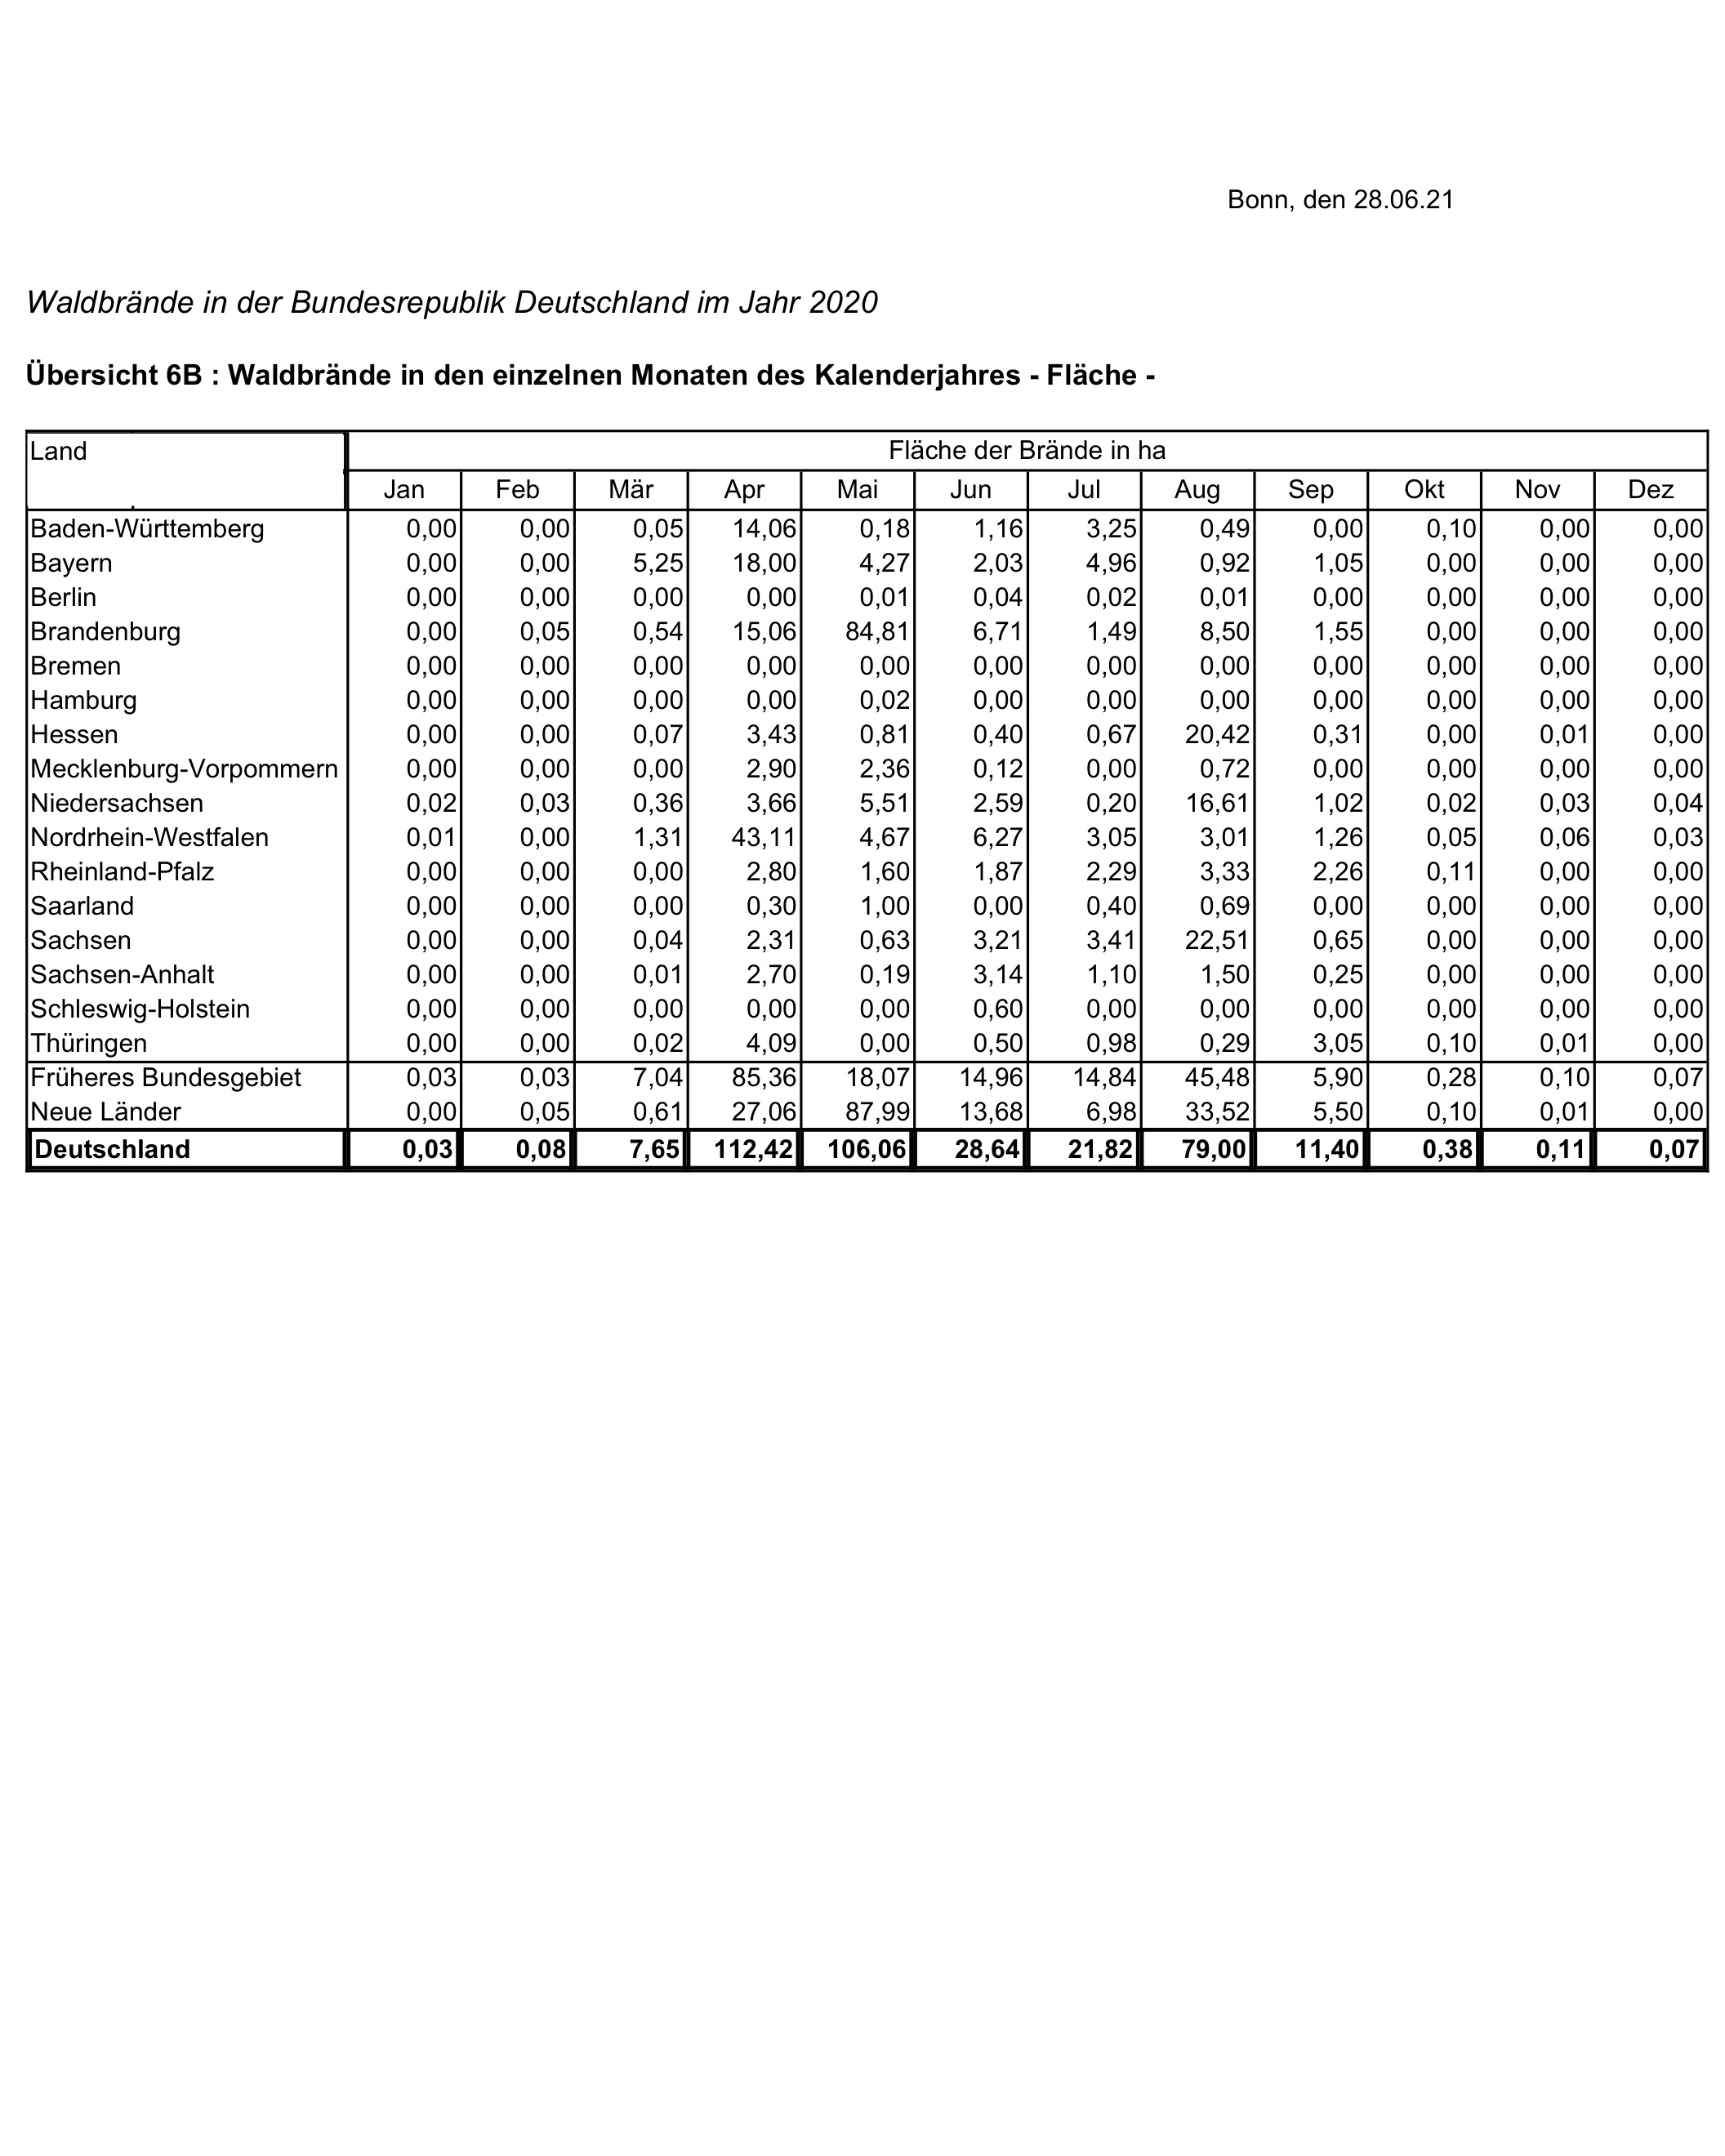 Bonn, den 28.06.21
Waldbrände in der Bundesrepublik Deutschland im Jahr 2020
Übersicht 6B : Waldbrände in den einzelnen Monaten des Kalenderjahres - Fläche -
Land Fläche der Brände in ha
Jan Feb Mär Apr Mai Jun Jul Aug Sep Okt Nov Dez
Baden-Württemberg 0,00 0,00 0,05 14,06 0,18 1,16 3,25 0,49 0,00 0,10 0,00 0,00
Bayern 0,00 0,00 5,25 18,00 4,27 2,03 4,96 0,92 1,05 0,00 0,00 0,00
Berlin 0,00 0,00 0,00 0,00 0,01 0,04 0,02 0,01 0,00 0,00 0,00 0,00
Brandenburg 0,00 0,05 0,54 15,06 84,81 6,71 1,49 8,50 1,55 0,00 0,00 0,00
Bremen 0,00 0,00 0,00 0,00 0,00 0,00 0,00 0,00 0,00 0,00 0,00 0,00
Hamburg 0,00 0,00 0,00 0,00 0,02 0,00 0,00 0,00 0,00 0,00 0,00 0,00
Hessen 0,00 0,00 0,07 3,43 0,81 0,40 0,67 20,42 0,31 0,00 0,01 0,00
Mecklenburg-Vorpommern 0,00 0,00 0,00 2,90 2,36 0,12 0,00 0,72 0,00 0,00 0,00 0,00
Niedersachsen 0,02 0,03 0,36 3,66 5,51 2,59 0,20 16,61 1,02 0,02 0,03 0,04
Nordrhein-Westfalen 0,01 0,00 1,31 43,11 4,67 6,27 3,05 3,01 1,26 0,05 0,06 0,03
Rheinland-Pfalz 0,00 0,00 0,00 2,80 1,60 1,87 2,29 3,33 2,26 0,11 0,00 0,00
Saarland 0,00 0,00 0,00 0,30 1,00 0,00 0,40 0,69 0,00 0,00 0,00 0,00
Sachsen 0,00 0,00 0,04 2,31 0,63 3,21 3,41 22,51 0,65 0,00 0,00 0,00
Sachsen-Anhalt 0,00 0,00 0,01 2,70 0,19 3,14 1,10 1,50 0,25 0,00 0,00 0,00
Schleswig-Holstein 0,00 0,00 0,00 0,00 0,00 0,60 0,00 0,00 0,00 0,00 0,00 0,00
Thüringen 0,00 0,00 0,02 4,09 0,00 0,50 0,98 0,29 3,05 0,10 0,01 0,00
Früheres Bundesgebiet 0,03 0,03 7,04 85,36 18,07 14,96 14,84 45,48 5,90 0,28 0,10 0,07
Neue Länder 0,00 0,05 0,61 27,06 87,99 13,68 6,98 33,52 5,50 0,10 0,01 0,00
Deutschland 0,03 0,08 7,65 112,42 106,06 28,64 21,82 79,00 11,40 0,38 0,11 0,07